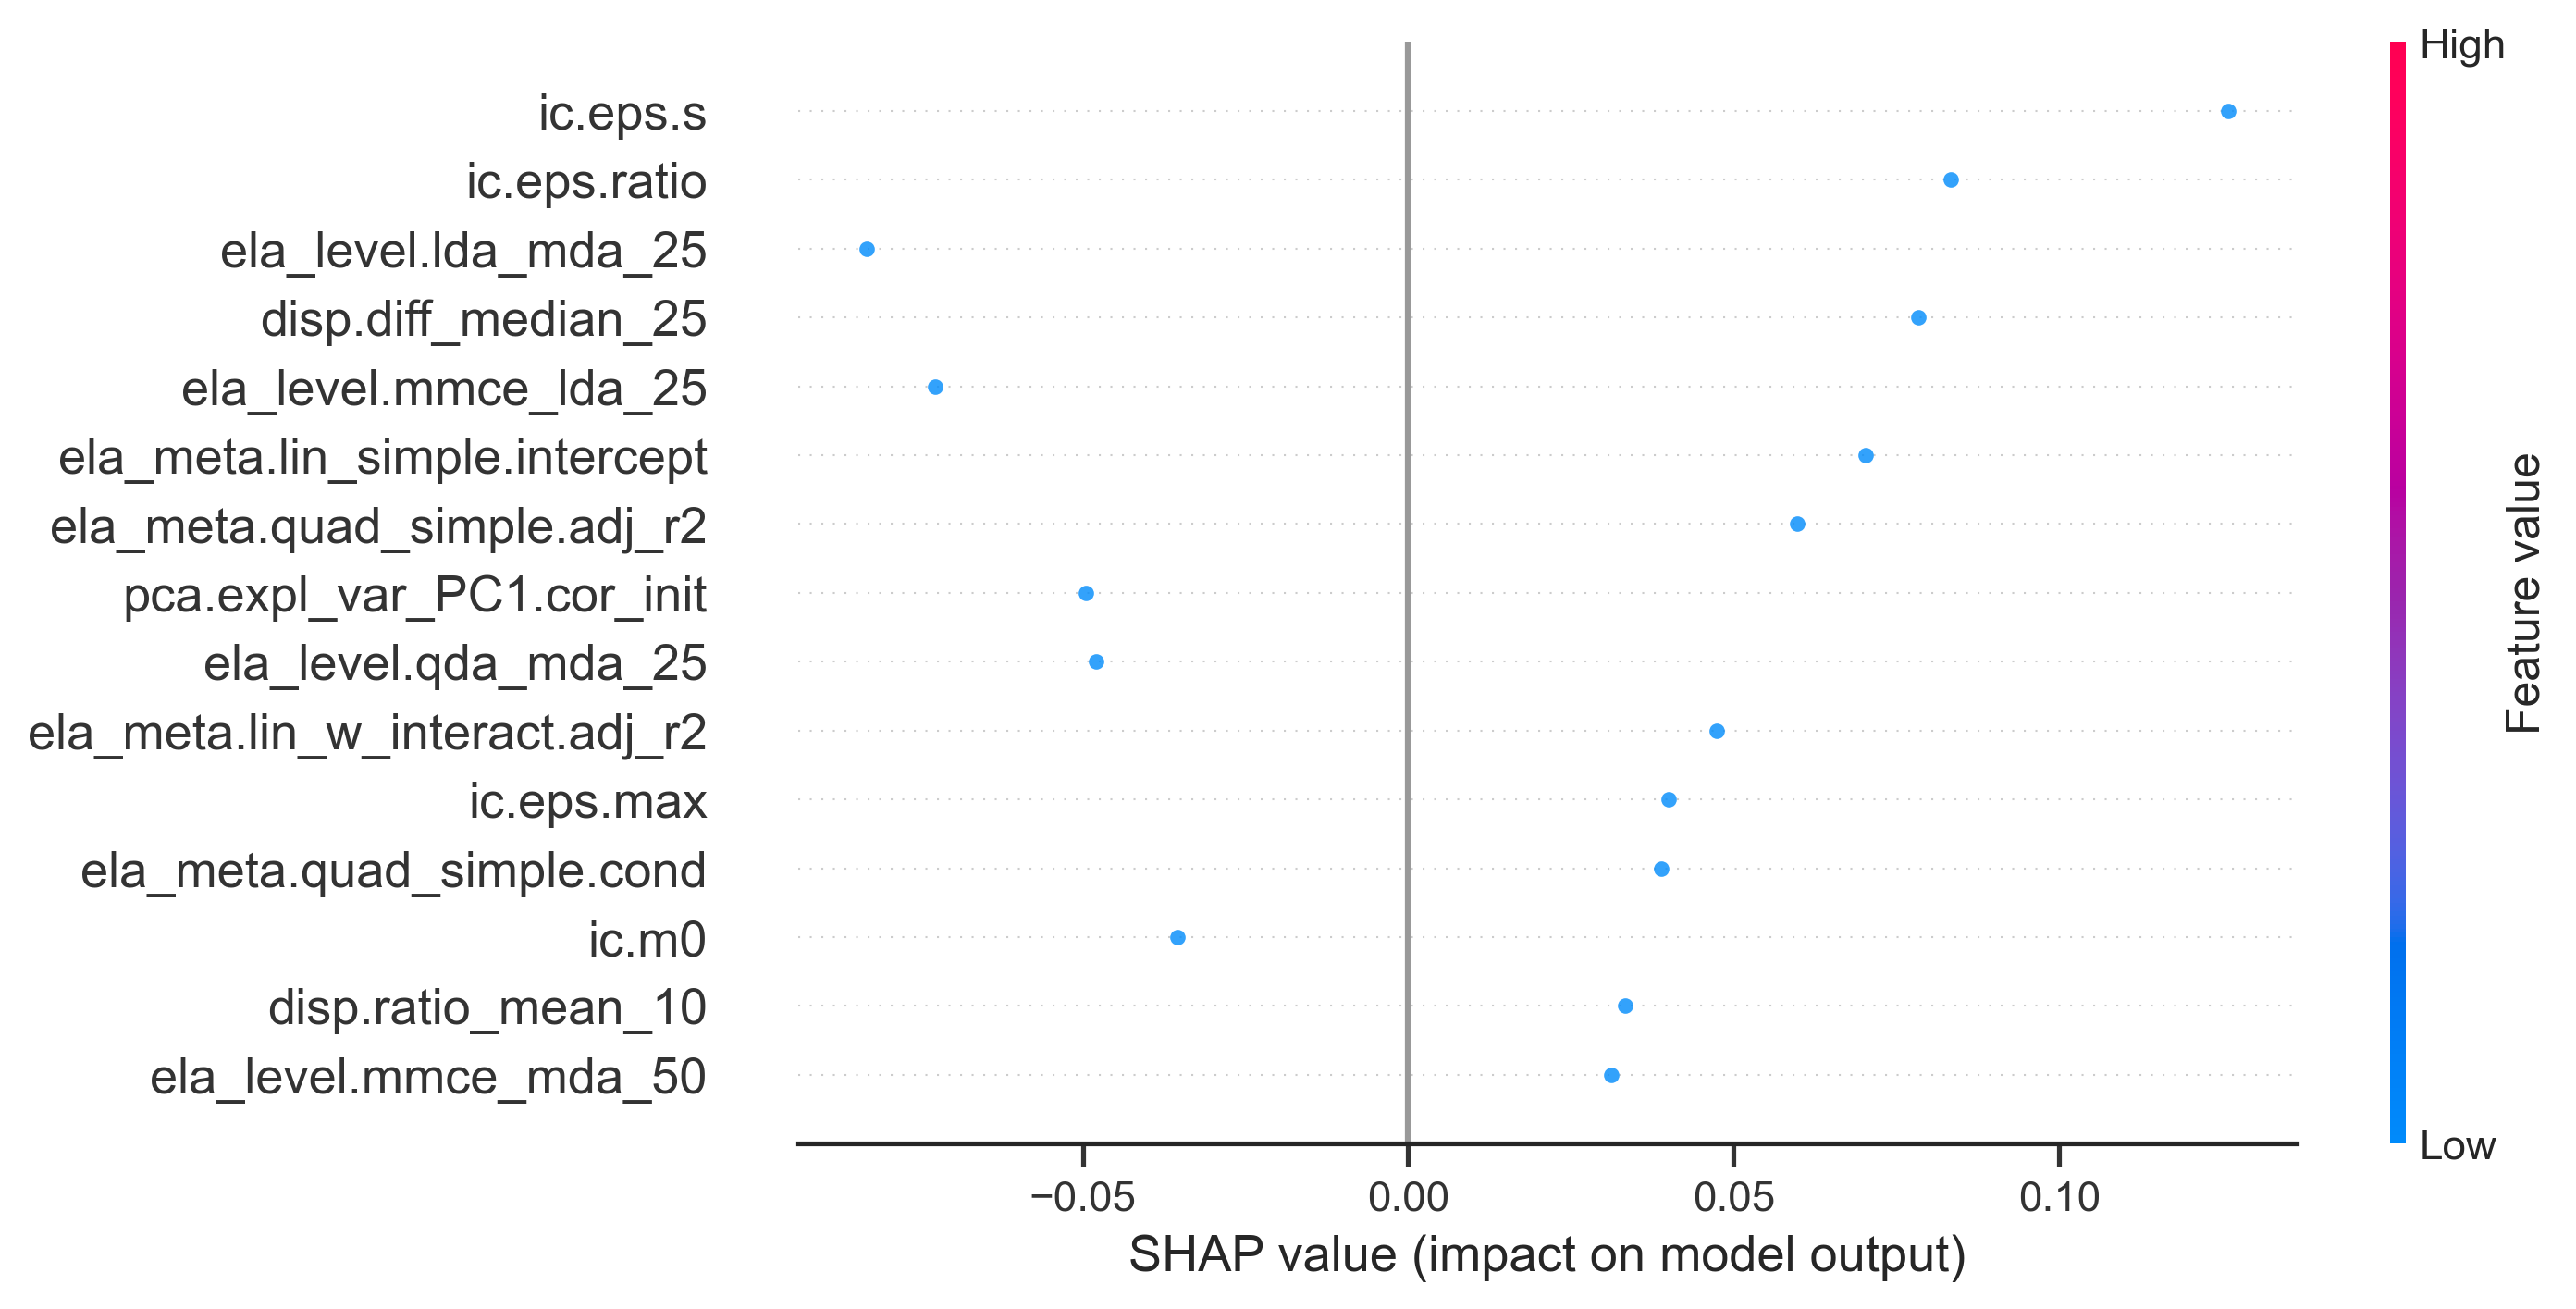 High
ic.eps.s
ic.eps.ratio
ela_level.lda_mda_25
disp.diff_median_25
ela_level.mmce_lda_25
ela_meta.lin_simple.intercept
ela_meta.quad_simple.adj_r2
pca.expl_var_PC1.cor_init
ela_level.qda_mda_25
ela_meta.lin_w_interact.adj_r2
ic.eps.max
ela_meta.quad_simple.cond
ic.m0
disp.ratio_mean_10
ela_level.mmce_mda_50
Feature value
Low
−0.05 0.00 0.05 0.10
SHAP value (impact on model output)